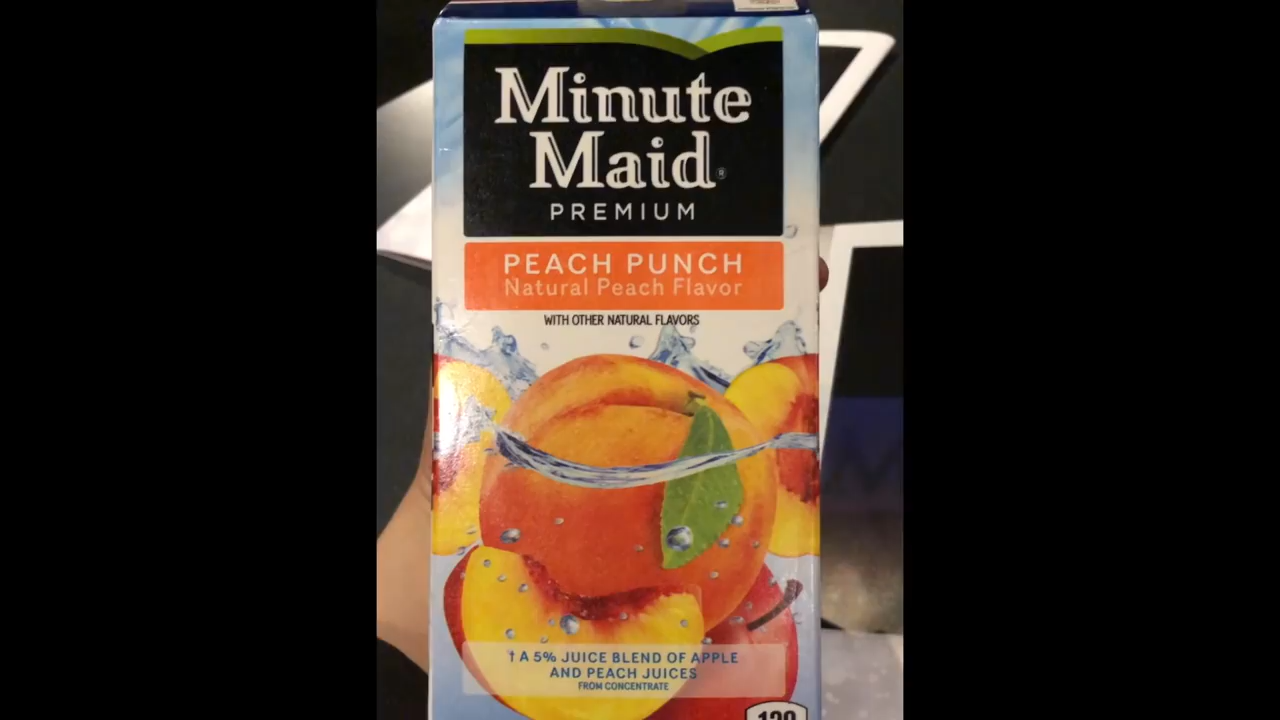 Minute
Maid®
PREMIUM
PEACH PUNCH
Natural Peach Flavor
WITH OTHER NATURAL FLAVORS
† A 5% JUICE BLEND OF APPLE
AND PEACH JUICES
FROM CONCENTRATE